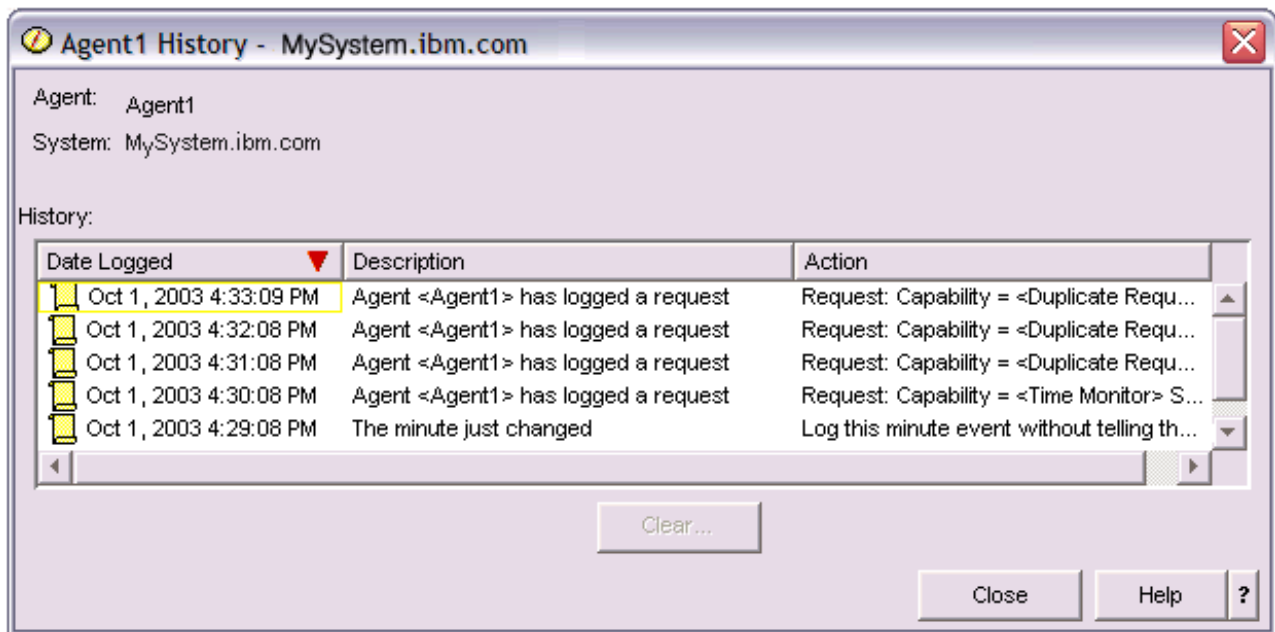 Agent1 History - MySystem.ibm.com
Agent: Agent1
System: MySystem.ibm.com
History:
Date Logged Description Action
Oct 1, 2003 4:33:09 PM Agent <Agent1> has logged a request Request: Capability = <Duplicate Requ...
Oct 1, 2003 4:32:08 PM Agent <Agent1> has logged a request Request: Capability = <Duplicate Requ...
Oct 1, 2003 4:31:08 PM Agent <Agent1> has logged a request Request: Capability = <Duplicate Requ...
Oct 1, 2003 4:30:08 PM Agent <Agent1> has logged a request Request: Capability = <Time Monitor> S...
Oct 1, 2003 4:29:08 PM The minute just changed Log this minute event without telling th...
Clear...
Close Help ?